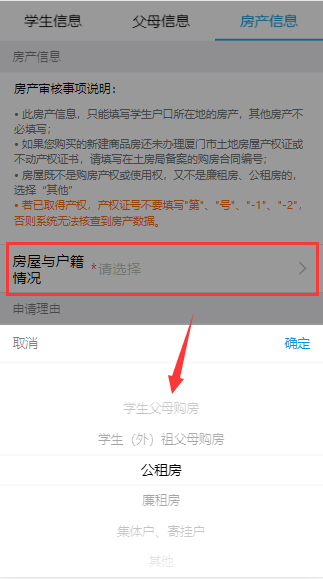 学生信息 父母信息 房产信息
房产信息
房产审核事项说明：
• 此房产信息，只能填写学生户口所在地的房产，其他房产不
必填写；
• 如果您购买的新建商品房还未办理厦门市土地房屋产权证或
不动产权证书，请填写在土房局备案的购房合同编号；
• 房屋既不是购房产权或使用权，又不是廉租房、公租房的，
选择“其他”
• 若已取得产权，产权证号不要填写"第"、"号"、"-1"、"-2"，
否则系统无法核查到房产数据。
房屋与户籍
情况
*请选择
申请理由
取消 确定
学生父母购房
学生（外）祖父母购房
公租房
廉租房
集体户、寄挂户
其他